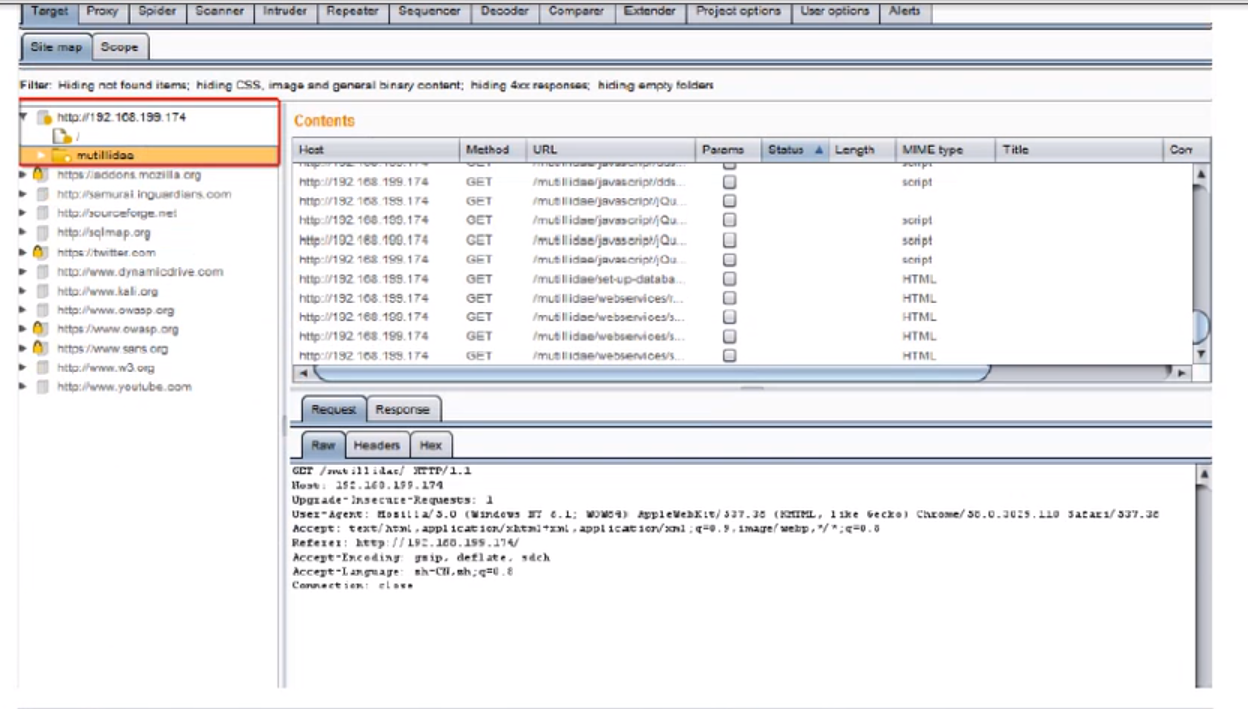 Target Proxy Spider Scanner Intruder Repeater Sequencer Decoder Comparer Extender Project options User options Alerts
Site map Scope
Filter: Hiding not found items; hiding CSS, image and general binary content; hiding 4xx responses; hiding empty folders
http://192.168.199.174
/
mutillidae
https://addons.mozilla.org
http://samurai.inguardians.com
http://sourceforge.net
http://sqlmap.org
https://twitter.com
http://www.dynamicdrive.com
http://www.kali.org
http://www.owasp.org
https://www.owasp.org
https://www.sans.org
http://www.w3.org
http://www.youtube.com
Contents
Host Method URL Params Status Length MIME type Title Con
http://192.168.199.174 GET /mutillidae/javascript/dds... script
http://192.168.199.174 GET /mutillidae/javascript/dds... script
http://192.168.199.174 GET /mutillidae/javascript/jQu...
http://192.168.199.174 GET /mutillidae/javascript/jQu... script
http://192.168.199.174 GET /mutillidae/javascript/jQu... script
http://192.168.199.174 GET /mutillidae/javascript/jQu... script
http://192.168.199.174 GET /mutillidae/set-up-databa... HTML
http://192.168.199.174 GET /mutillidae/webservices/r... HTML
http://192.168.199.174 GET /mutillidae/webservices/s... HTML
http://192.168.199.174 GET /mutillidae/webservices/s... HTML
http://192.168.199.174 GET /mutillidae/webservices/s... HTML
Request Response
Raw Headers Hex
GET /mutillidae/ HTTP/1.1
Host: 192.168.199.174
Upgrade-Insecure-Requests: 1
User-Agent: Mozilla/5.0 (Windows NT 6.1; WOW64) AppleWebKit/537.36 (KHTML, like Gecko) Chrome/58.0.3029.110 Safari/537.36
Accept: text/html,application/xhtml+xml,application/xml;q=0.9,image/webp,*/*;q=0.8
Referer: http://192.168.199.174/
Accept-Encoding: gzip, deflate, sdch
Accept-Language: zh-CN,zh;q=0.8
Connection: close